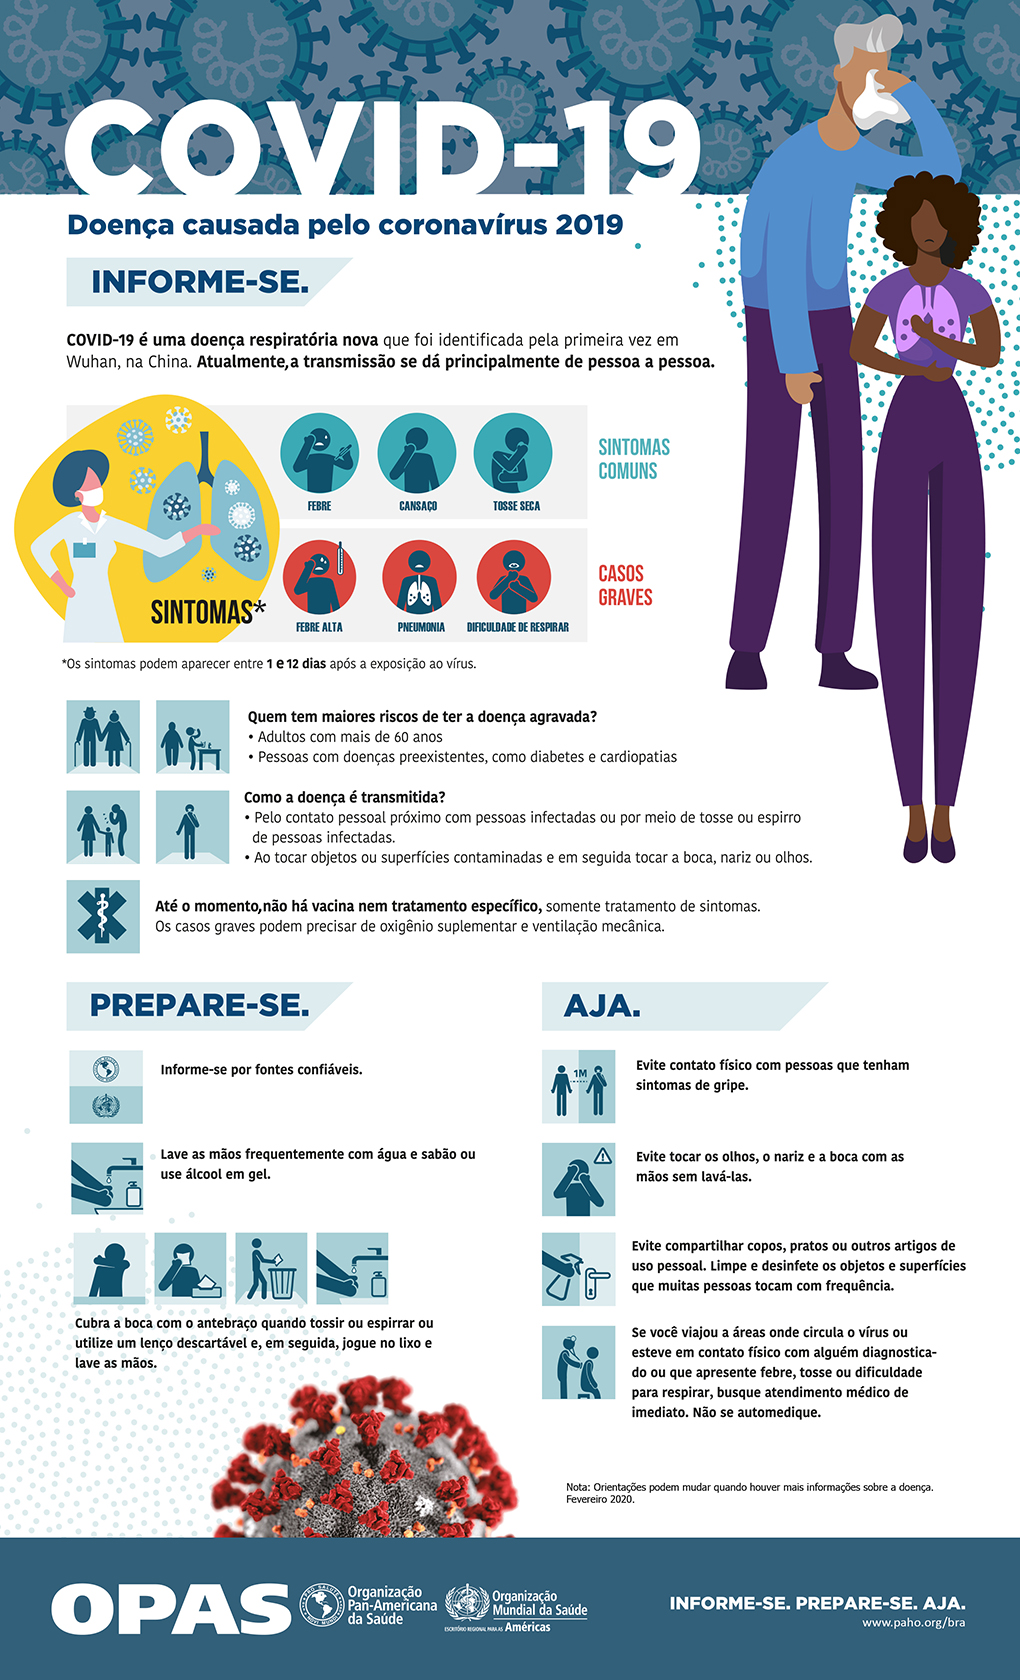 COVID-19
Doença causada pelo coronavírus 2019
INFORME-SE.
COVID-19 é uma doença respiratória nova que foi identificada pela primeira vez em
Wuhan, na China. Atualmente,a transmissão se dá principalmente de pessoa a pessoa.
FEBRE
CANSAÇO
TOSSE SECA
SINTOMAS
COMUNS
SINTOMAS*
FEBRE ALTA
PNEUMONIA
DIFICULDADE DE RESPIRAR
CASOS
GRAVES
*Os sintomas podem aparecer entre 1 e 12 dias após a exposição ao vírus.
Quem tem maiores riscos de ter a doença agravada?
• Adultos com mais de 60 anos
• Pessoas com doenças preexistentes, como diabetes e cardiopatias
Como a doença é transmitida?
• Pelo contato pessoal próximo com pessoas infectadas ou por meio de tosse ou espirro
de pessoas infectadas.
• Ao tocar objetos ou superfícies contaminadas e em seguida tocar a boca, nariz ou olhos.
Até o momento,não há vacina nem tratamento específico, somente tratamento de sintomas.
Os casos graves podem precisar de oxigênio suplementar e ventilação mecânica.
PREPARE-SE.
Informe-se por fontes confiáveis.
Lave as mãos frequentemente com água e sabão ou
use álcool em gel.
Cubra a boca com o antebraço quando tossir ou espirrar ou
utilize um lenço descartável e, em seguida, jogue no lixo e
lave as mãos.
AJA.
1M
Evite contato físico com pessoas que tenham
sintomas de gripe.
Evite tocar os olhos, o nariz e a boca com as
mãos sem lavá-las.
Evite compartilhar copos, pratos ou outros artigos de
uso pessoal. Limpe e desinfete os objetos e superfícies
que muitas pessoas tocam com frequência.
Se você viajou a áreas onde circula o vírus ou
esteve em contato físico com alguém diagnostica-
do ou que apresente febre, tosse ou dificuldade
para respirar, busque atendimento médico de
imediato. Não se automedique.
Nota: Orientações podem mudar quando houver mais informações sobre a doença.
Fevereiro 2020.
OPAS
Organização
Pan-Americana
da Saúde
Organização
Mundial da Saúde
ESCRITÓRIO REGIONAL PARA AS Américas
INFORME-SE. PREPARE-SE. AJA.
www.paho.org/bra